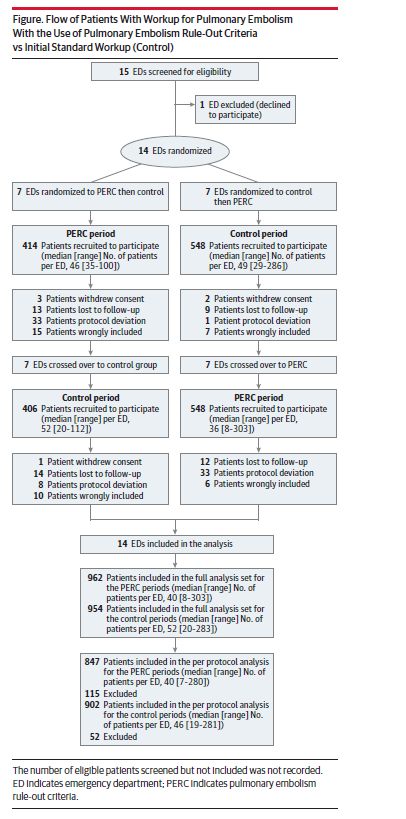 Figure. Flow of Patients With Workup for Pulmonary Embolism
With the Use of Pulmonary Embolism Rule-Out Criteria
vs Initial Standard Workup (Control)
15 EDs screened for eligibility
1 ED excluded (declined
to participate)
14 EDs randomized
7 EDs randomized to PERC then control
7 EDs randomized to control
then PERC
PERC period
414 Patients recruited to participate
(median [range] No. of patients
per ED, 46 [35-100])
Control period
548 Patients recruited to participate
(median [range] No. of patients
per ED, 49 [29-286])
3 Patients withdrew consent
13 Patients lost to follow-up
33 Patients protocol deviation
15 Patients wrongly included
2 Patients withdrew consent
9 Patients lost to follow-up
1 Patient protocol deviation
7 Patients wrongly included
7 EDs crossed over to control group
7 EDs crossed over to PERC
Control period
406 Patients recruited to participate
(median [range] per ED,
52 [20-112])
PERC period
548 Patients recruited to participate
(median [range] per ED,
36 [8-303])
1 Patient withdrew consent
14 Patients lost to follow-up
8 Patients protocol deviation
10 Patients wrongly included
12 Patients lost to follow-up
33 Patients protocol deviation
6 Patients wrongly included
14 EDs included in the analysis
962 Patients included in the full analysis set for
the PERC periods (median [range] No. of
patients per ED, 40 [8-303])
954 Patients included in the full analysis set for
the control periods (median [range] No. of
patients per ED, 52 [20-283])
847 Patients included in the per protocol analysis
for the PERC periods (median [range] No. of
patients per ED, 40 [7-280])
115 Excluded
902 Patients included in the per protocol analysis
for the control periods (median [range] No.
of patients per ED, 46 [19-281])
52 Excluded
The number of eligible patients screened but not included was not recorded.
ED indicates emergency department; PERC indicates pulmonary embolism
rule-out criteria.